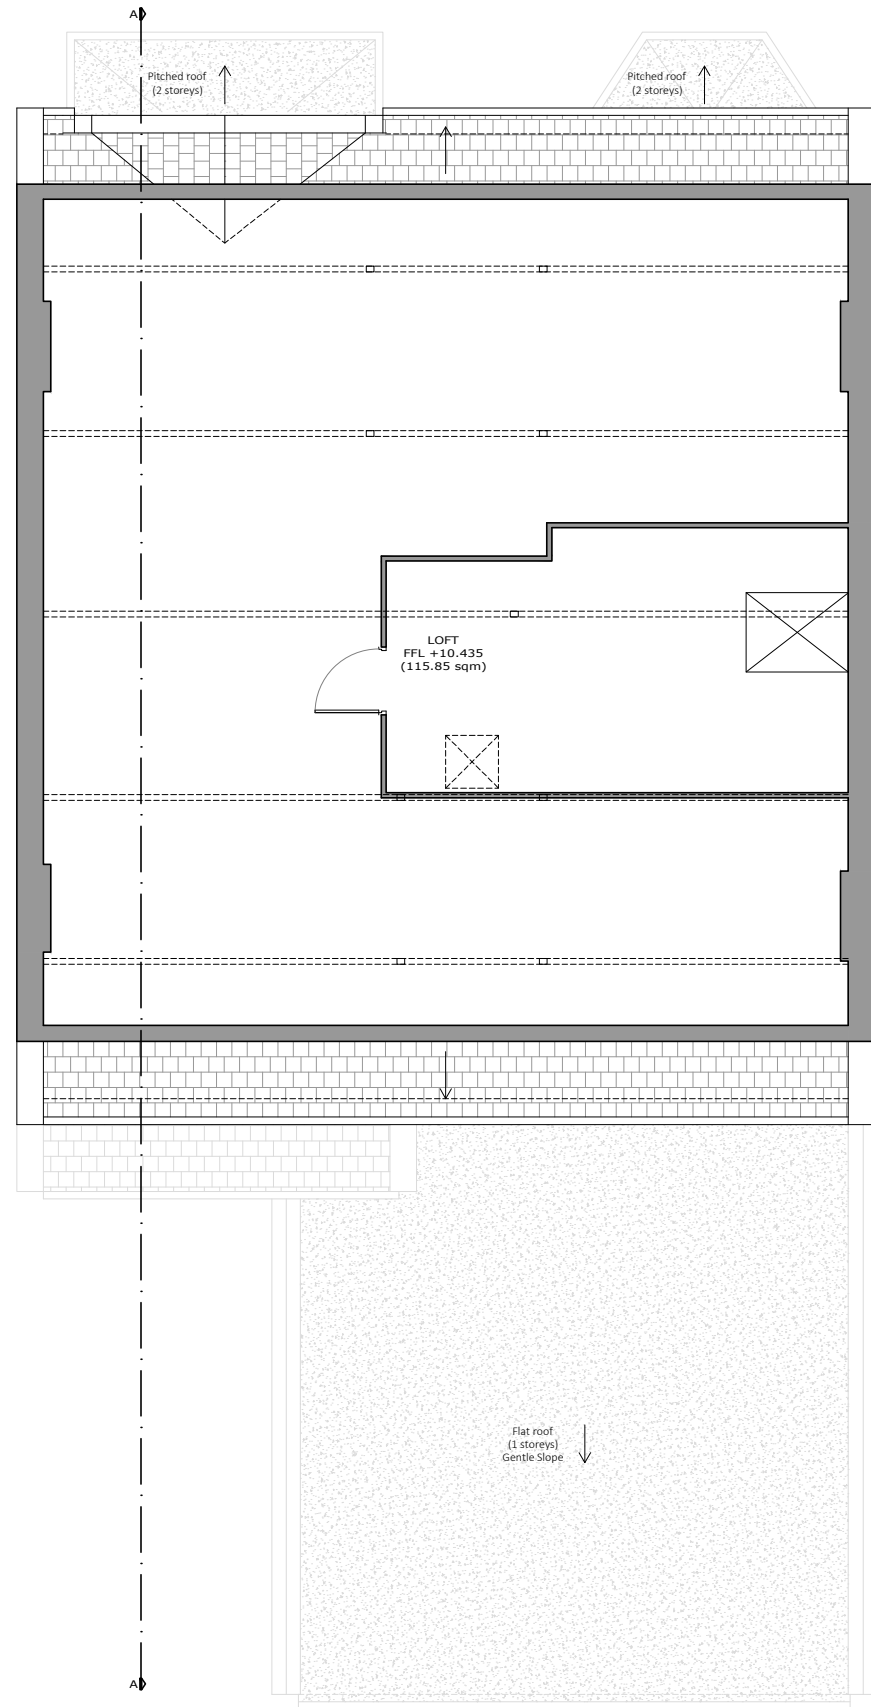 A
Pitched roof
(2 storeys)
Pitched roof
(2 storeys)
LOFT
FFL +10.435
(115.85 sqm)
Flat roof
(1 storeys)
Gentle Slope
A